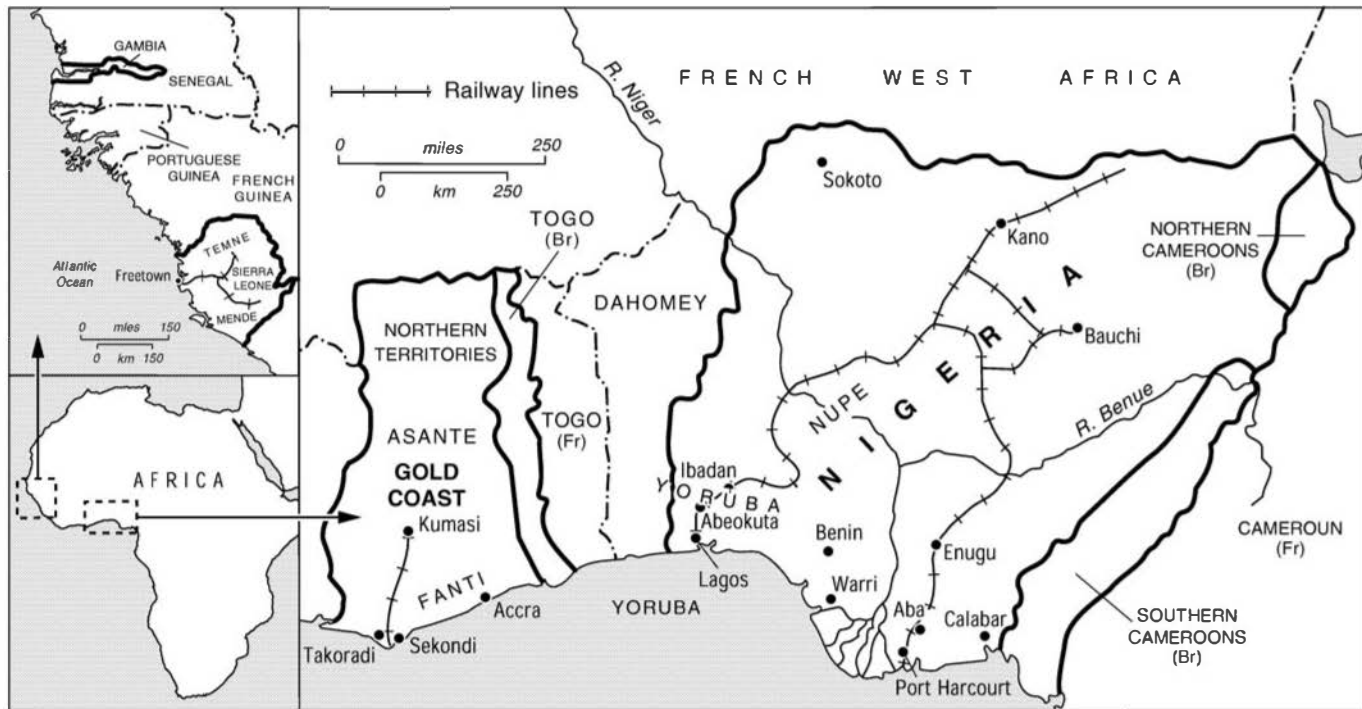 GAMBIA
SENEGAL
PORTUGUESE
GUINEA
FRENCH
GUINEA
TEMNE
Atlantic
Ocean
Freetown
SIERRA
LEONE
MENDE
0 miles 150
0 km 150
AFRICA
Railway lines
0 miles 250
0 km 250
FRENCH WEST AFRICA
R. Niger
TOGO
(Br)
NORTHERN
TERRITORIES
DAHOMEY
ASANTE
GOLD
COAST
TOGO
(Fr)
Kumasi
FANTI
Accra
Takoradi
Sekondi
YORUBA
Sokoto
Kano
Bauchi
NIGERIA
NUPE
R. Benue
Ibadan
YORUBA
Abeokuta
Lagos
Benin
Warri
Enugu
Aba
Calabar
Port Harcourt
NORTHERN
CAMEROONS
(Br)
CAMEROUN
(Fr)
SOUTHERN
CAMEROONS
(Br)